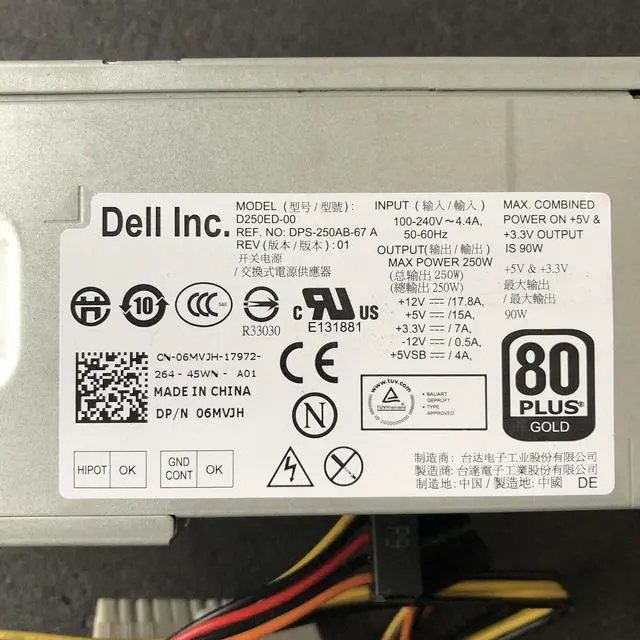 Dell Inc.
MODEL (型号/型號):
D250ED-00
REF. NO: DPS-250AB-67 A
REV (版本/版本) : 01
开关电源
/ 交換式電源供應器
INPUT (输入/輸入)
100-240V~4.4A,
50-60Hz
OUTPUT(输出/輸出)
MAX POWER 250W
(总输出 250W)
(總輸出 250W)
+12V ⎓/17.8A,
+5V ⎓/15A,
+3.3V ⎓/ 7A,
-12V ⎓/ 0.5A,
+5VSB ⎓/ 4A,
MAX. COMBINED
POWER ON +5V &
+3.3V OUTPUT
IS 90W
+5V & +3.3V
最大输出
/ 最大輸出
90W
10
CCC
S&E
R33030
c RU US
E131881
CN-06MVJH-17972-
264-45WN- A01
MADE IN CHINA
DP/N 06MVJH
CE
N
www.tuv.com
TÜVRheinland
ID:2000000000
• BAUART
GEPRÜFT
• TYPE
APPROVED
80
PLUS®
GOLD
HIPOT OK
GND
CONT OK
制造商: 台达电子工业股份有限公司
製造商: 台達電子工業股份有限公司
制造地: 中国 / 製造地: 中國 DE